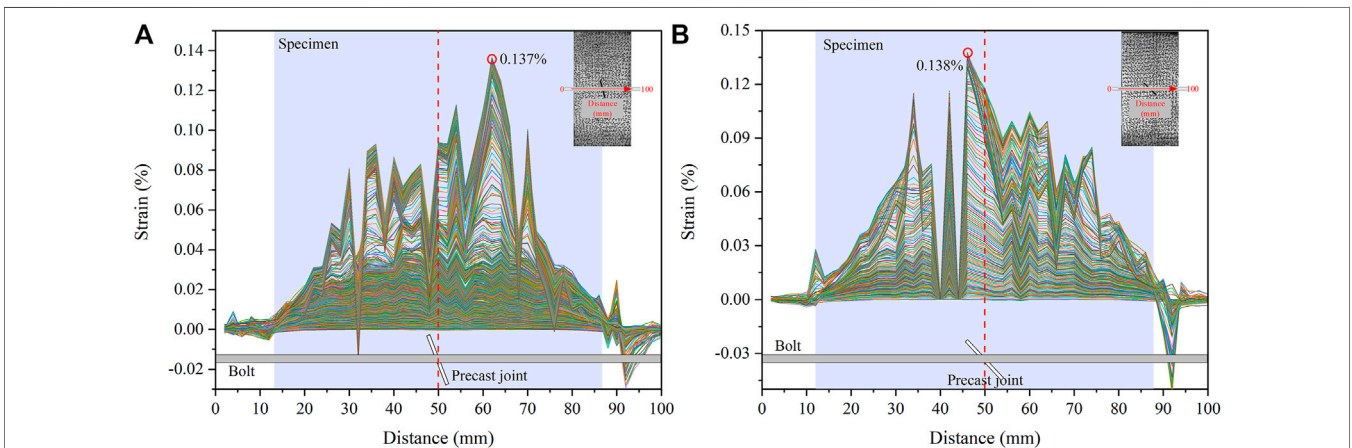 A
0.14
0.12
0.10
0.08
0.06
0.04
0.02
0.00
-0.02
Strain (%)
Specimen
0.137%
0
100
Distance
(mm)
Bolt
Precast joint
0 10 20 30 40 50 60 70 80 90 100
Distance (mm)
B
0.15
0.12
0.09
0.06
0.03
0.00
-0.03
Strain (%)
Specimen
0.138%
0
100
Distance
(mm)
Bolt
Precast joint
0 10 20 30 40 50 60 70 80 90 100
Distance (mm)